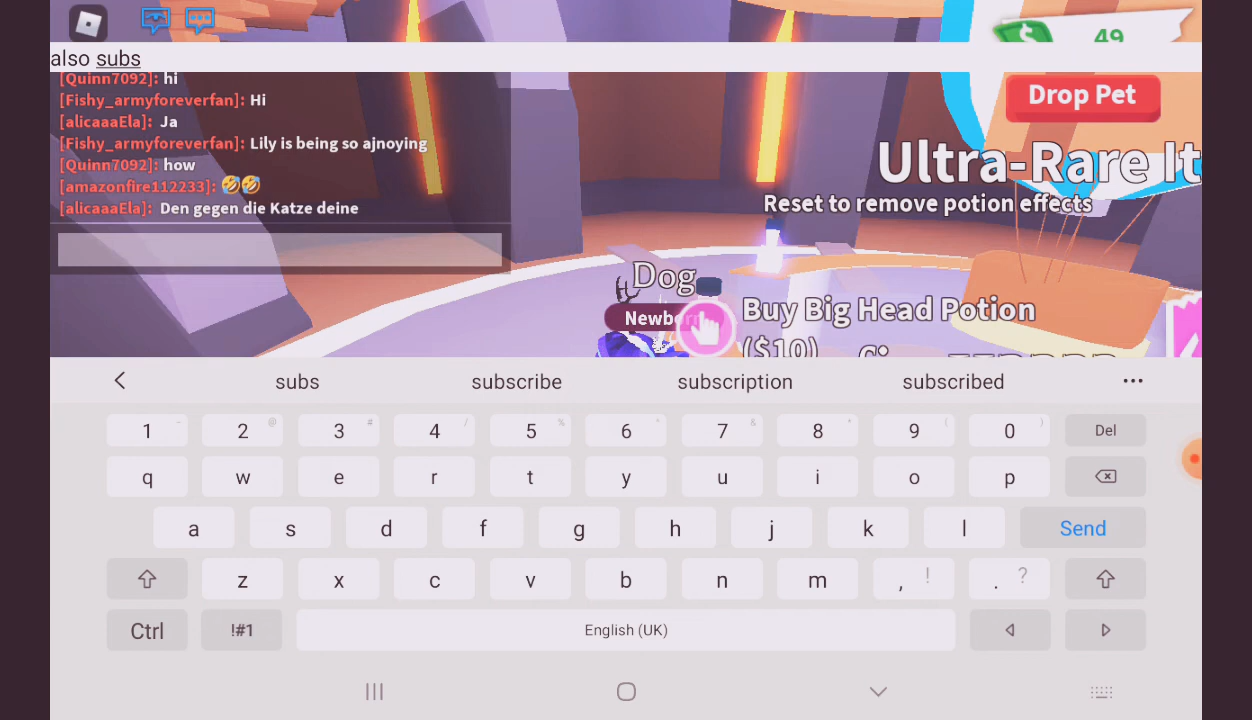 49
also subs
[Quinn7092]: hi
[Fishy_armyforeverfan]: Hi
[alicaaaEla]: Ja
[Fishy_armyforeverfan]: Lily is being so ajnoying
[Quinn7092]: how
[amazonfire112233]: 🤣🤣
[alicaaaEla]: Den gegen die Katze deine
Drop Pet
Ultra-Rare It
Reset to remove potion effects
Dog
Newborn
Buy Big Head Potion
($10)
subs subscribe subscription subscribed
1 2 3 4 5 6 7 8 9 0 Del
q w e r t y u i o p
a s d f g h j k l Send
z x c v b n m , ! . ?
Ctrl !#1 English (UK)